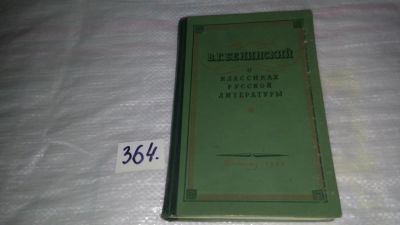 В.Г. БЕЛИНСКИЙ
О
КЛАССИКАХ
РУССКОЙ
ЛИТЕРАТУРЫ
364.